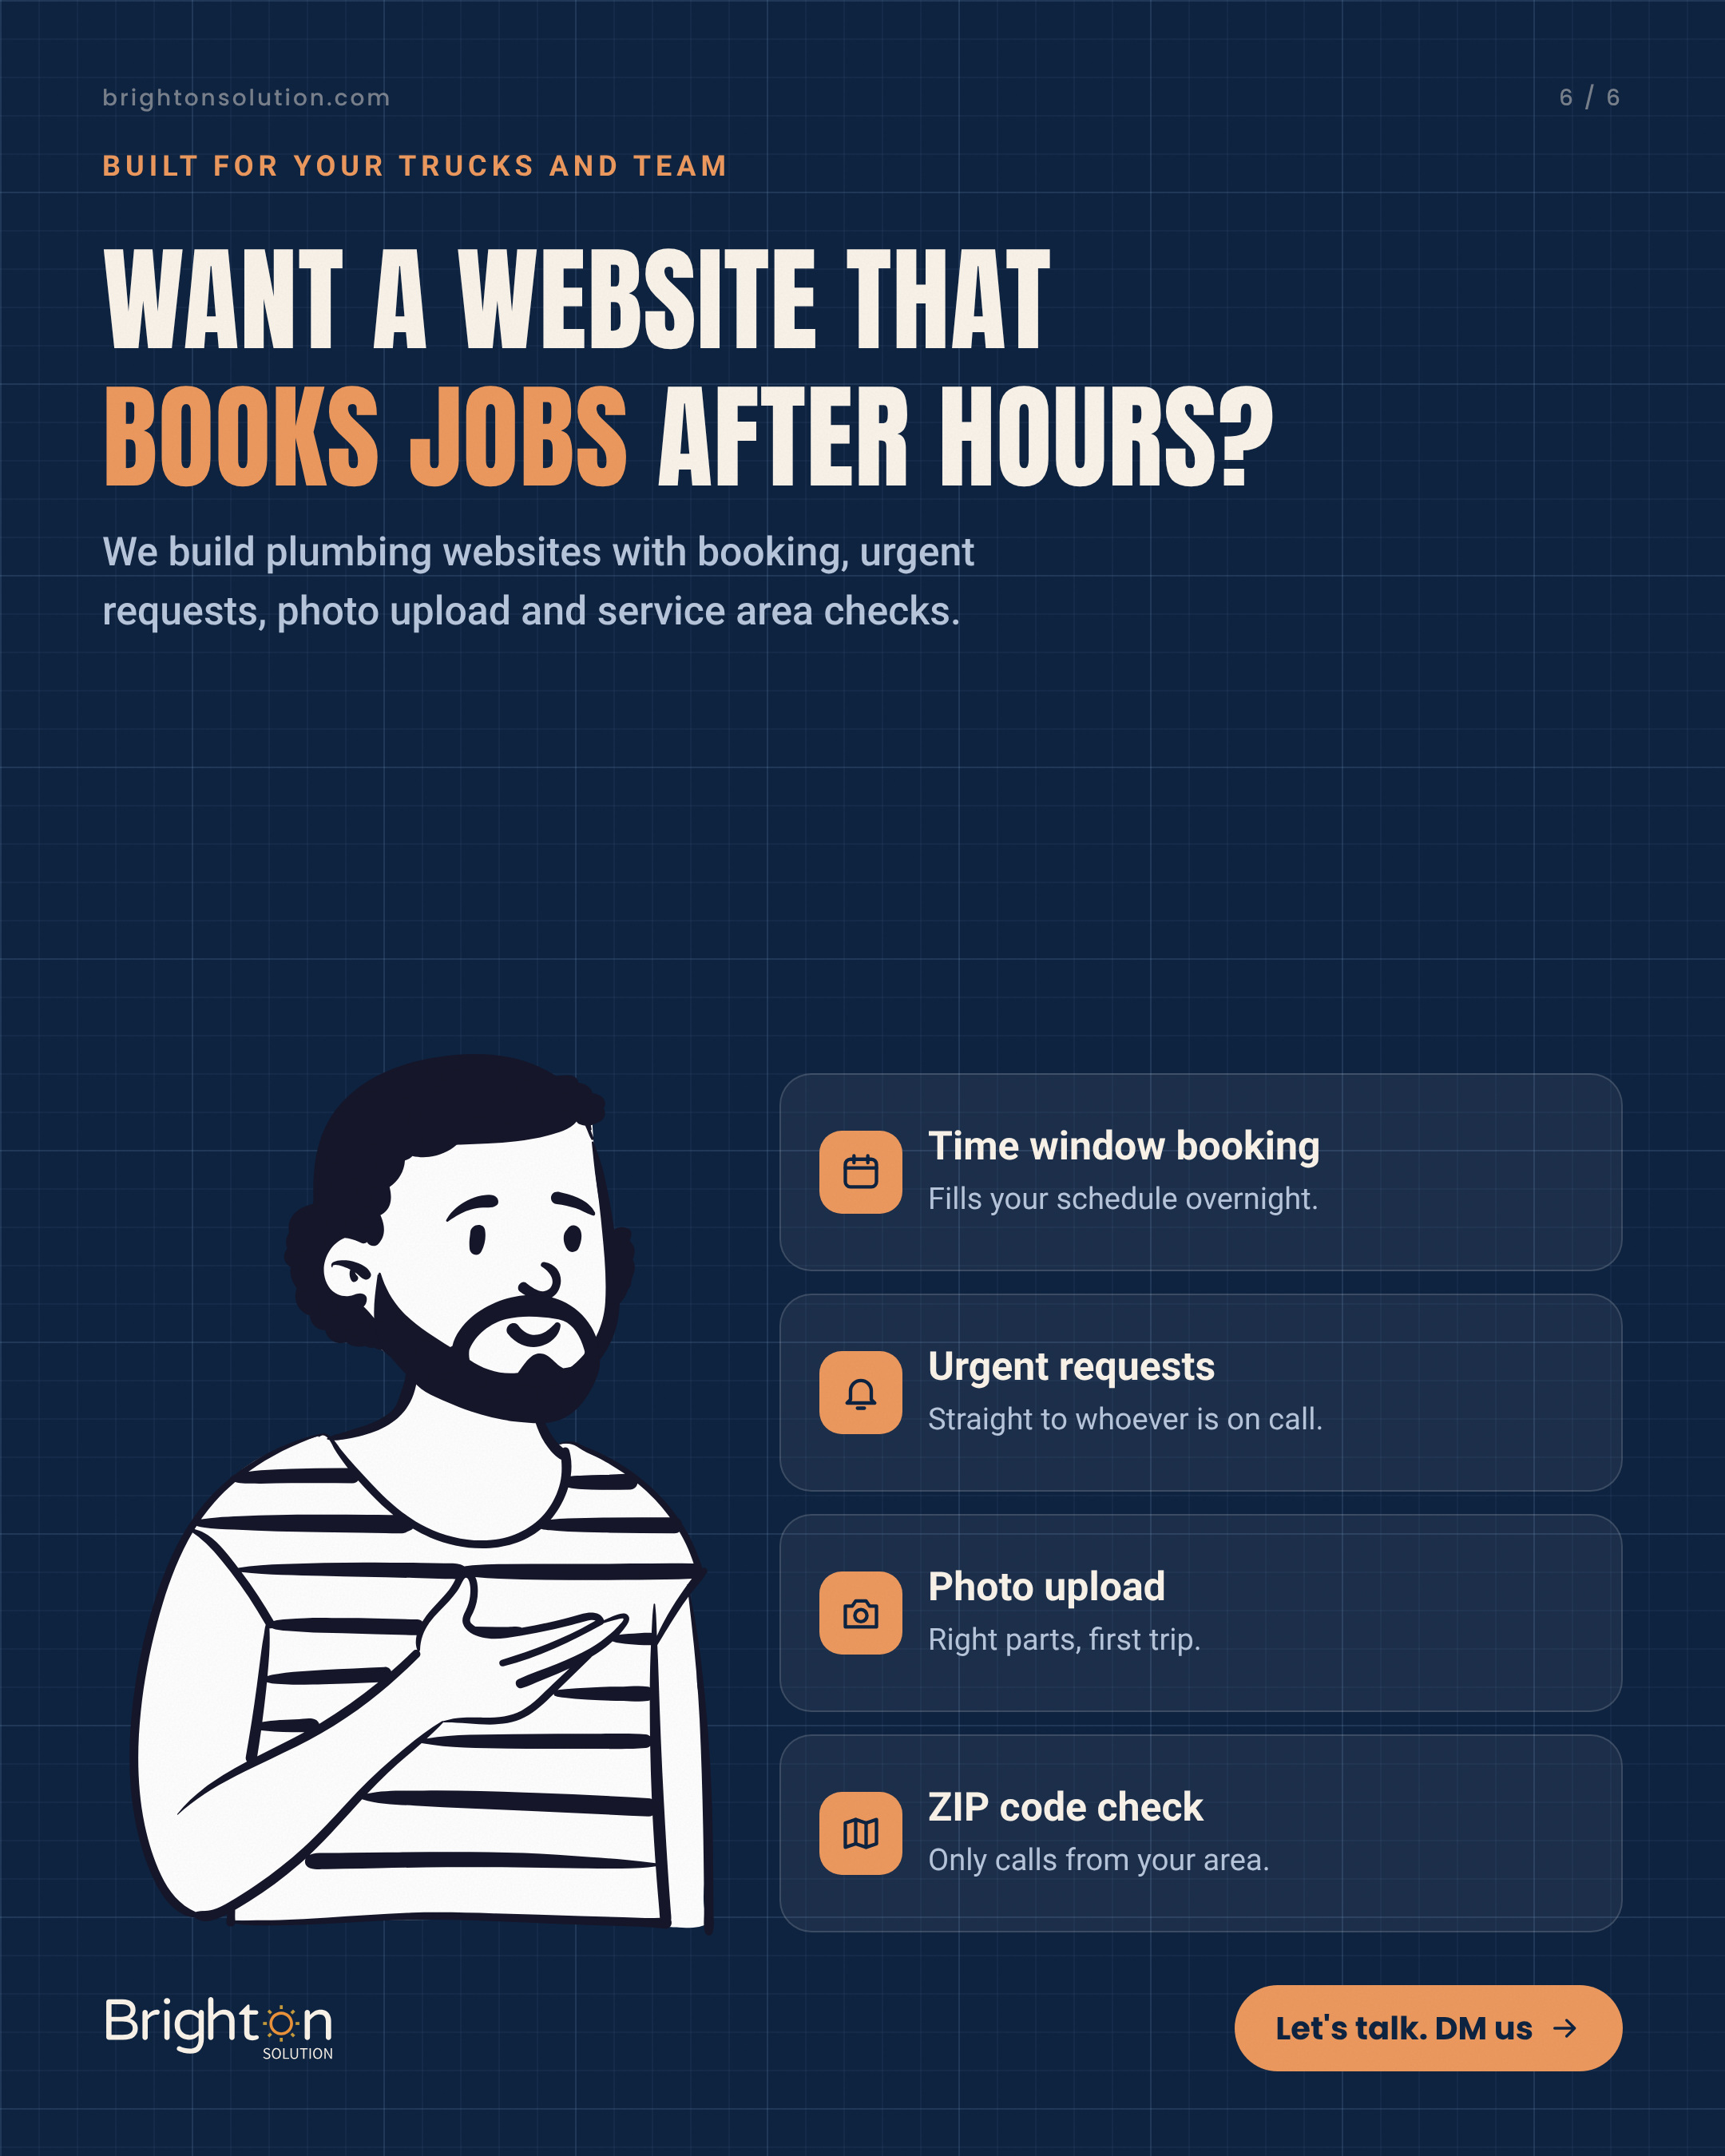 brightonsolution.com
6 / 6
BUILT FOR YOUR TRUCKS AND TEAM
WANT A WEBSITE THAT
BOOKS JOBS AFTER HOURS?
We build plumbing websites with booking, urgent
requests, photo upload and service area checks.
Time window booking
Fills your schedule overnight.
Urgent requests
Straight to whoever is on call.
Photo upload
Right parts, first trip.
ZIP code check
Only calls from your area.
Brighton
SOLUTION
Let's talk. DM us →